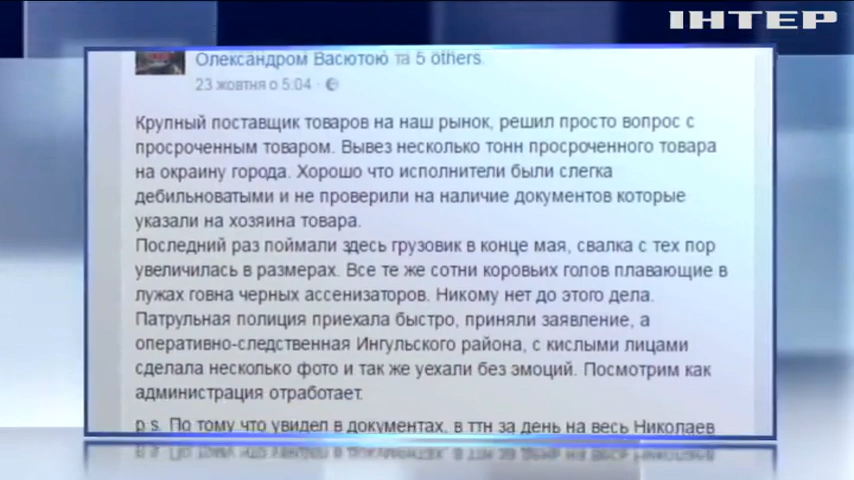 ІНТЕР
Олександром Васютою та 5 others.
23 жовтня о 5:04 ·
Крупный поставщик товаров на наш рынок, решил просто вопрос с
просроченным товаром. Вывез несколько тонн просроченного товара
на окраину города. Хорошо что исполнители были слегка
дебильноватыми и не проверили на наличие документов которые
указали на хозяина товара.
Последний раз поймали здесь грузовик в конце мая, свалка с тех пор
увеличилась в размерах. Все те же сотни коровьих голов плавающие в
лужах говна черных ассенизаторов. Никому нет до этого дела.
Патрульная полиция приехала быстро, приняли заявление, а
оперативно-следственная Ингульского района, с кислыми лицами
сделала несколько фото и так же уехали без эмоций. Посмотрим как
администрация отработает.
p.s. По тому что увидел в документах, в ттн за день на весь Николаев